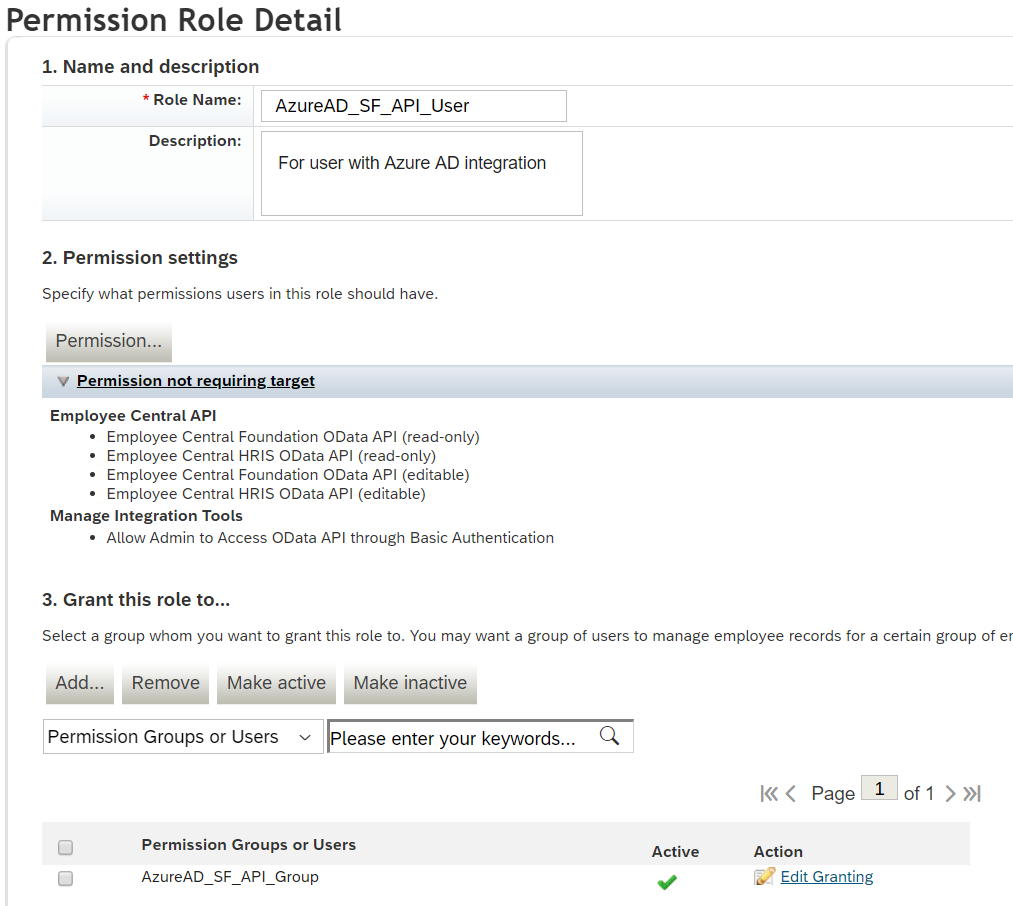 Permission Role Detail
1. Name and description
* Role Name: AzureAD_SF_API_User
Description: For user with Azure AD integration
2. Permission settings
Specify what permissions users in this role should have.
Permission...
Permission not requiring target
Employee Central API
• Employee Central Foundation OData API (read-only)
• Employee Central HRIS OData API (read-only)
• Employee Central Foundation OData API (editable)
• Employee Central HRIS OData API (editable)
Manage Integration Tools
• Allow Admin to Access OData API through Basic Authentication
3. Grant this role to...
Select a group whom you want to grant this role to. You may want a group of users to manage employee records for a certain group of
Add... Remove Make active Make inactive
Permission Groups or Users Please enter your keywords...
Page 1 of 1
Permission Groups or Users Active Action
AzureAD_SF_API_Group Edit Granting